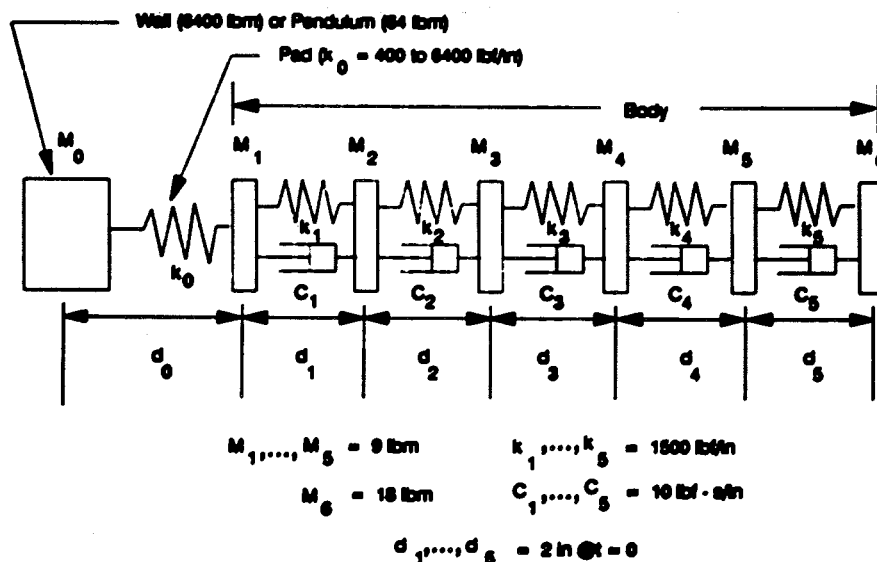 Wall (6400 lbm) or Pendulum (64 lbm)
Pad (k0 = 400 to 6400 lbf/in)
Body
M0 M1 M2 M3 M4 M5
k0 k1 k2 k3 k4 k5
C1 C2 C3 C4 C5
d0 d1 d2 d3 d4 d5
M1,..., M5 = 9 lbm k1,..., k5 = 1500 lbf/in
M6 = 18 lbm C1,..., C5 = 10 lbf - s/in
d1,..., d5 = 2 in @t = 0